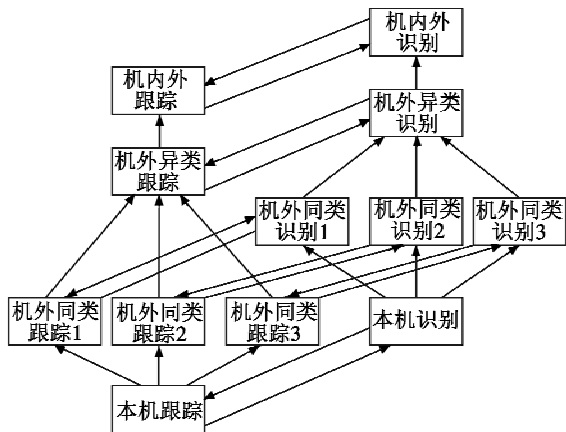 机内外
识别
机内外
跟踪
机外异类
识别
机外异类
跟踪
机外同类
识别1
机外同类
识别2
机外同类
识别3
机外同类
跟踪1
机外同类
跟踪2
机外同类
跟踪3
本机识别
本机跟踪